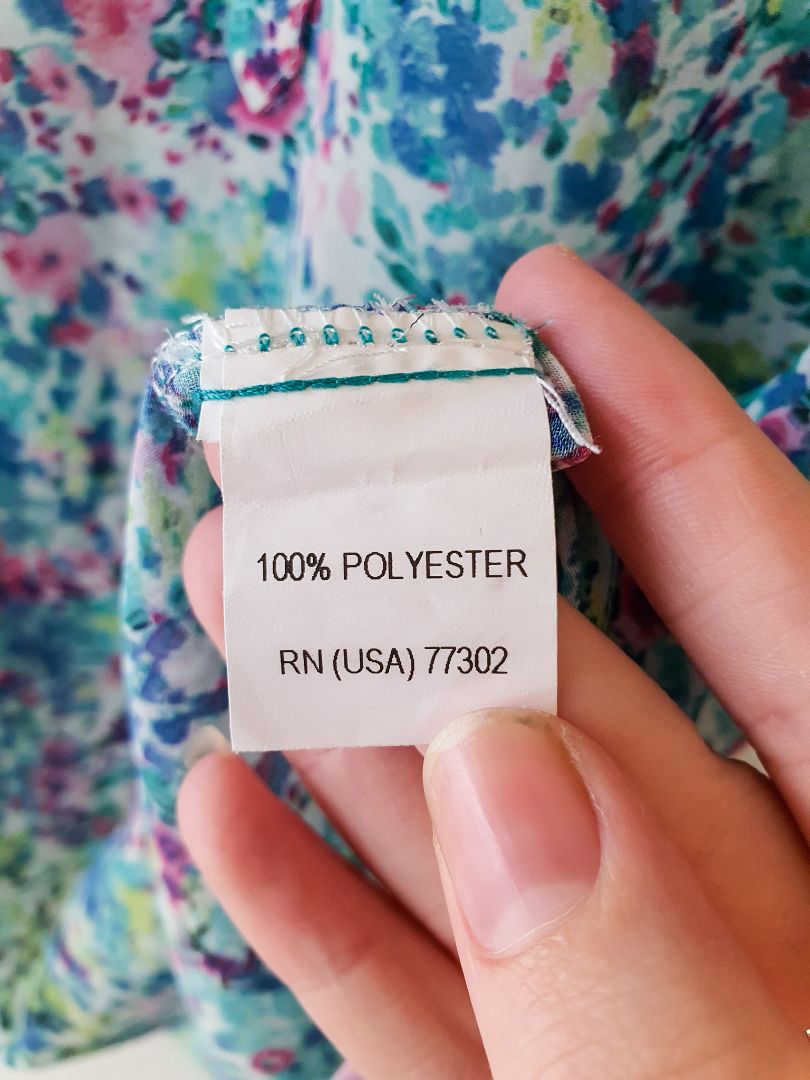 100% POLYESTER
RN (USA) 77302